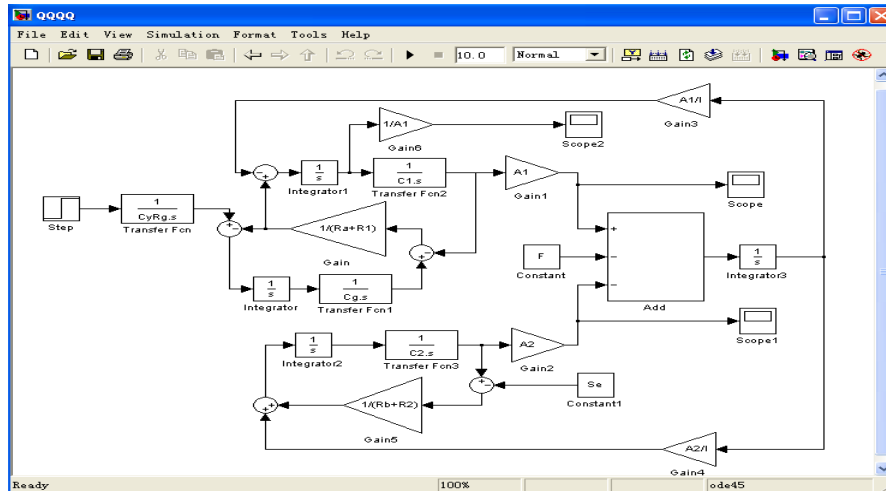 QQQQ
File Edit View Simulation Format Tools Help
10.0 Normal
A1/I
Gain3
1/A1
Gain6
Scope2
1
s
Integrator1
1
C1.s
Transfer Fcn2
A1
Gain1
Scope
Step
1
CyRg.s
Transfer Fcn
1/(Ra+R1)
Gain
F
Constant
Add
1
s
Integrator3
1
s
Integrator
1
Cg.s
Transfer Fcn1
Scope1
1
s
Integrator2
1
C2.s
Transfer Fcn3
A2
Gain2
Se
Constant1
1/(Rb+R2)
Gain5
A2/I
Gain4
Ready 100% ode45